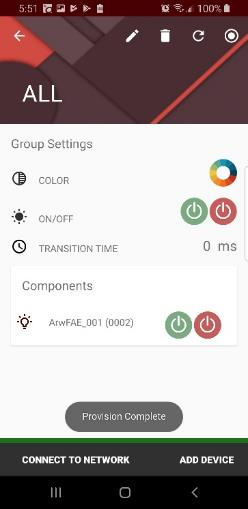 5:51 100%
ALL
Group Settings
COLOR
ON/OFF
TRANSITION TIME 0 ms
Components
ArwFAE_001 (0002)
Provision Complete
CONNECT TO NETWORK ADD DEVICE